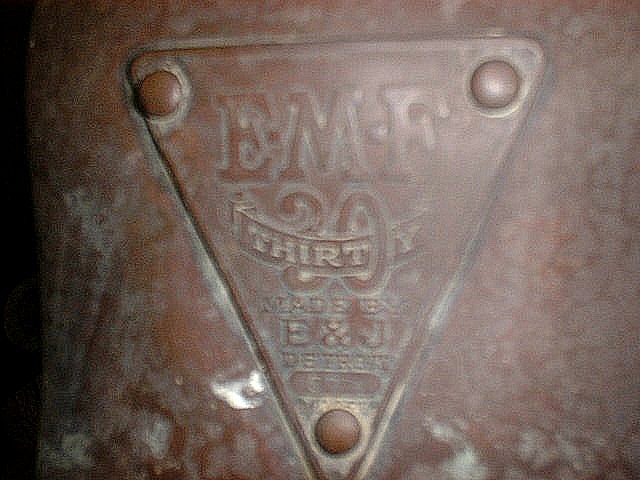 E·M·F
30
THIRTY
MADE BY
E & J
DETROIT